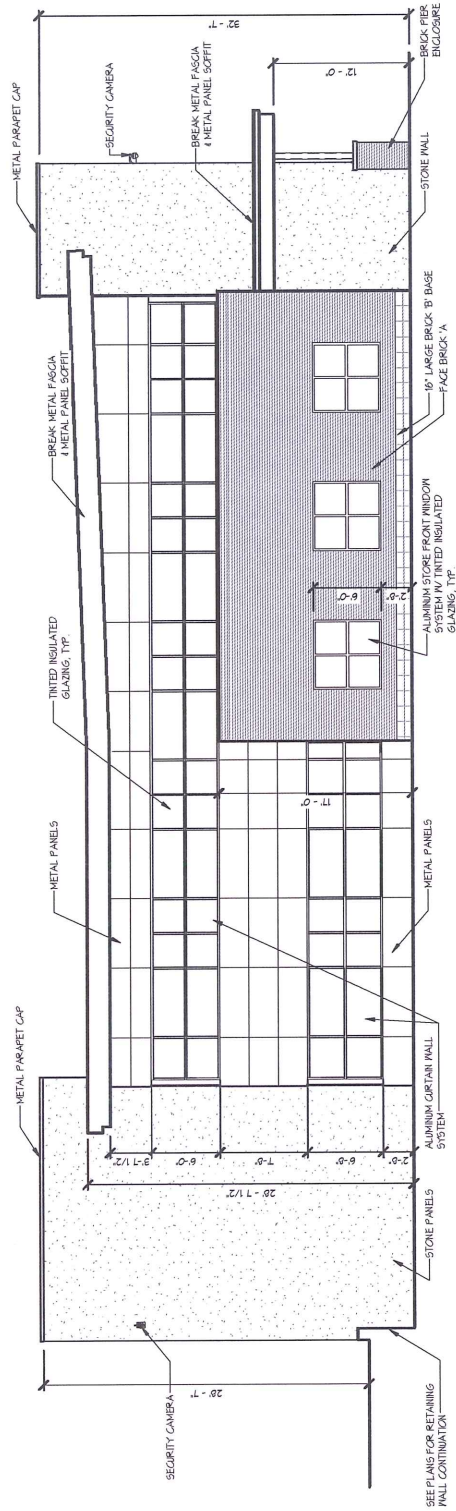 METAL PARAPET CAP
METAL PANELS
TINTED INSULATED
GLAZING, TYP.
BREAK METAL FASCIA
& METAL PANEL SOFFIT
METAL PARAPET CAP
SECURITY CAMERA
BREAK METAL FASCIA
& METAL PANEL SOFFIT
32' - 7"
12' - 0"
28' - 7"
28' - 7 1/2"
3'-7 1/2"
6'-0"
7'-8"
6'-8"
2'-8"
17' - 0"
6'-0"
2'-8"
SECURITY CAMERA
SEE PLANS FOR RETAINING
WALL CONTINUATION
STONE PANELS
ALUMINUM CURTAIN WALL
SYSTEM
METAL PANELS
ALUMINUM STORE FRONT WINDOW
SYSTEM W/ TINTED INSULATED
GLAZING, TYP.
FACE BRICK 'A'
16" LARGE BRICK 'B' BASE
STONE WALL
BRICK PIER
ENCLOSURE